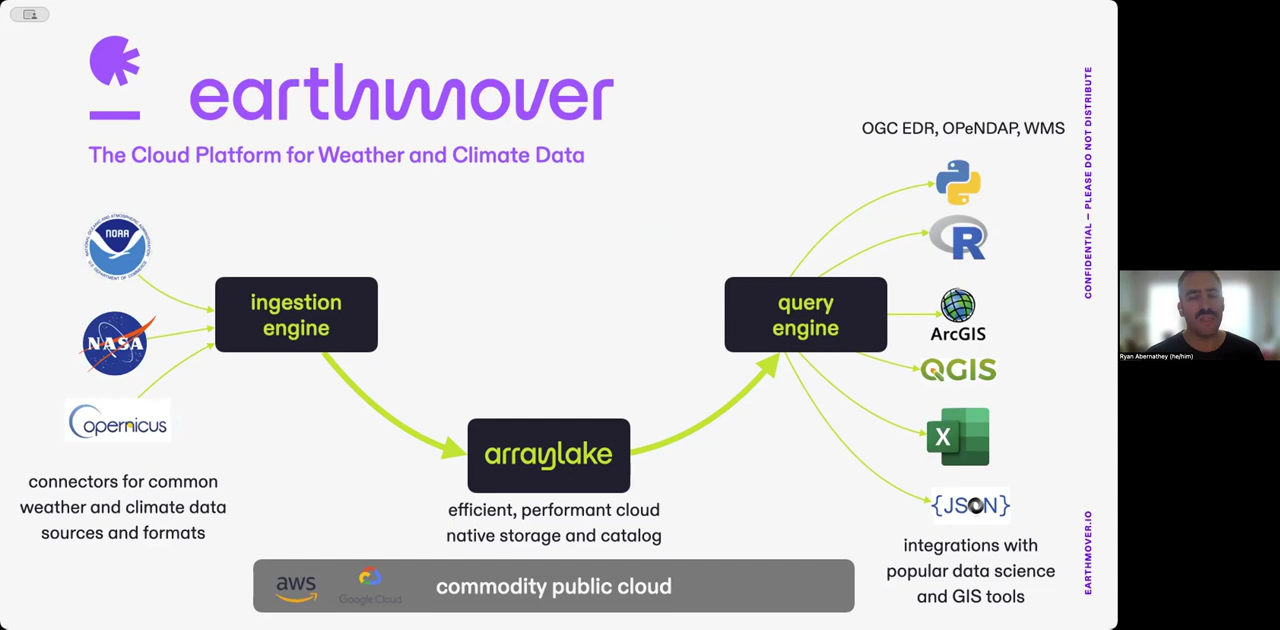 earthmover
The Cloud Platform for Weather and Climate Data
OGC EDR, OPeNDAP, WMS
CONFIDENTIAL — PLEASE DO NOT DISTRIBUTE
NOAA
NASA
Copernicus
connectors for common
weather and climate data
sources and formats
ingestion
engine
arraylake
efficient, performant cloud
native storage and catalog
query
engine
R
ArcGIS
QGIS
X
{JSON}
integrations with
popular data science
and GIS tools
aws
Google Cloud
commodity public cloud
EARTHMOVER.IO
Ryan Abernathey (he/him)